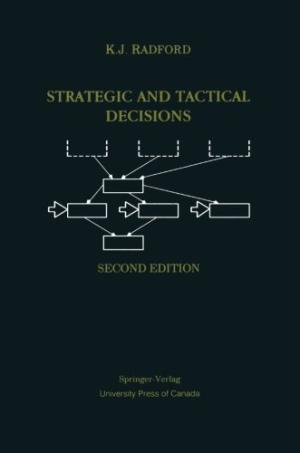 K.J. RADFORD
STRATEGIC AND TACTICAL
DECISIONS
SECOND EDITION
Springer-Verlag
University Press of Canada